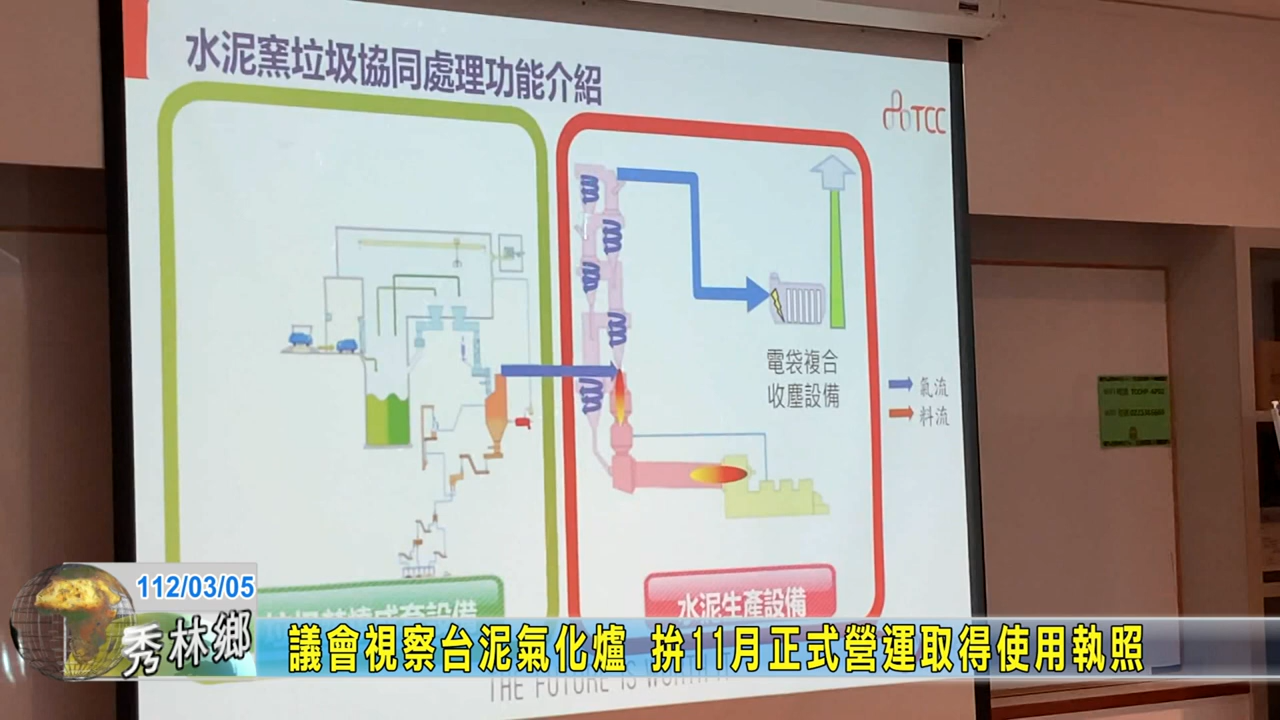 水泥窯垃圾協同處理功能介紹
TCC
電袋複合
收塵設備
氣流
料流
水泥生產設備
112/03/05
秀林鄉
議會視察台泥氣化爐 拚11月正式營運取得使用執照
THE FUTURE IS